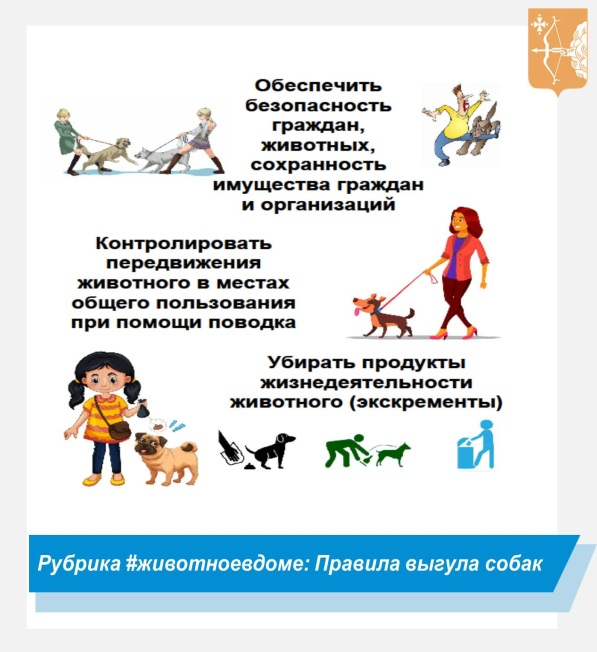 Обеспечить
безопасность
граждан,
животных,
сохранность
имущества граждан
и организаций
Контролировать
передвижения
животного в местах
общего пользования
при помощи поводка
Убирать продукты
жизнедеятельности
животного (экскременты)
Рубрика #животноевдоме: Правила выгула собак